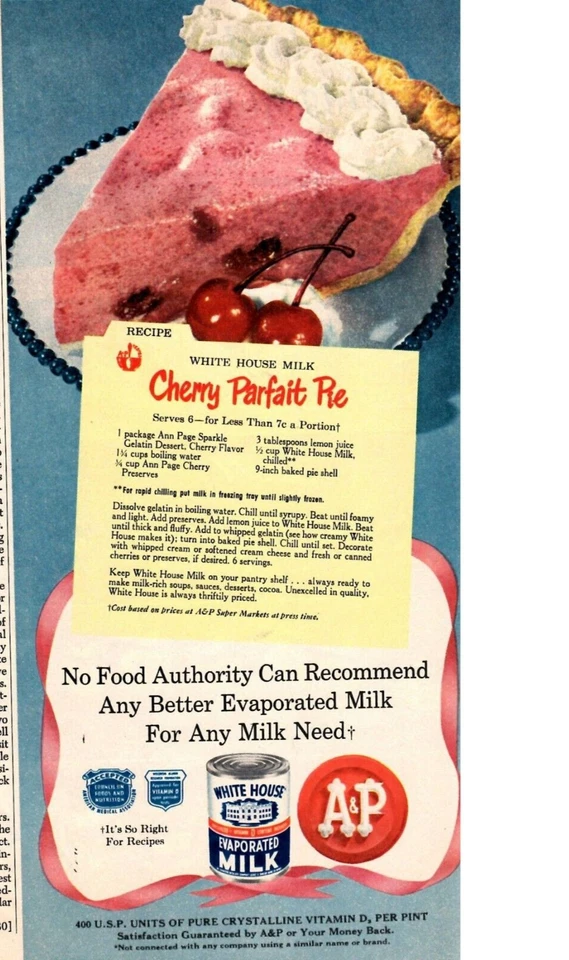 RECIPE
WHITE HOUSE MILK
Cherry Parfait Pie
Serves 6—for Less Than 7c a Portion†
1 package Ann Page Sparkle
Gelatin Dessert, Cherry Flavor
1¼ cups boiling water
¾ cup Ann Page Cherry
Preserves
3 tablespoons lemon juice
½ cup White House Milk,
chilled**
9-inch baked pie shell
**For rapid chilling put milk in freezing tray until slightly frozen.
Dissolve gelatin in boiling water. Chill until syrupy. Beat until foamy
and light. Add preserves. Add lemon juice to White House Milk. Beat
until thick and fluffy. Add to whipped gelatin (see how creamy White
House makes it); turn into baked pie shell. Chill until set. Decorate
with whipped cream or softened cream cheese and fresh or canned
cherries or preserves, if desired. 6 servings.
Keep White House Milk on your pantry shelf . . . always ready to
make milk-rich soups, sauces, desserts, cocoa. Unexcelled in quality,
White House is always thriftily priced.
†Cost based on prices at A&P Super Markets at press time.
No Food Authority Can Recommend
Any Better Evaporated Milk
For Any Milk Need†
ACCEPTED
COUNCIL ON
FOODS AND
NUTRITION
AMERICAN MEDICAL ASSOCIATION
VITAMIN D
†It's So Right
For Recipes
WHITE HOUSE
EVAPORATED
MILK
A&P
400 U.S.P. UNITS OF PURE CRYSTALLINE VITAMIN D, PER PINT
Satisfaction Guaranteed by A&P or Your Money Back.
*Not connected with any company using a similar name or brand.